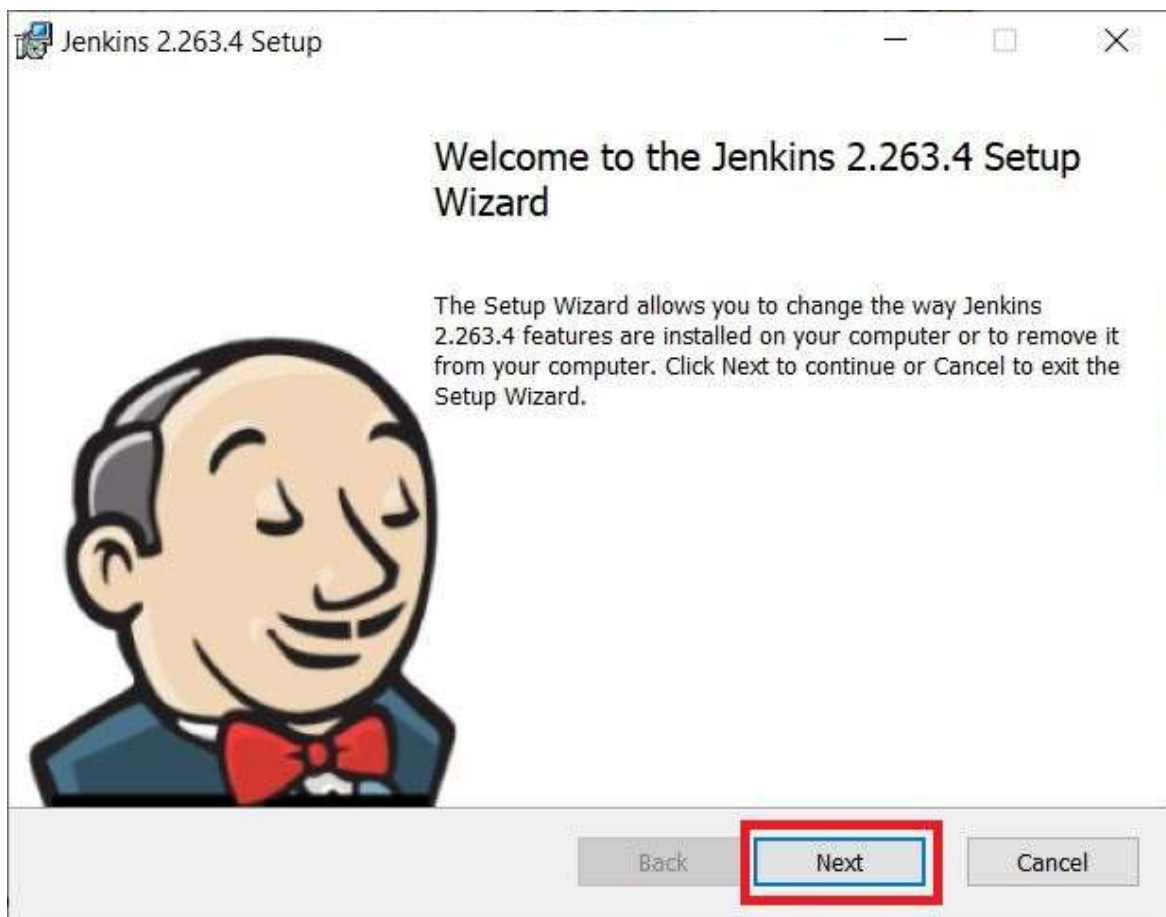 Jenkins 2.263.4 Setup
Welcome to the Jenkins 2.263.4 Setup
Wizard
The Setup Wizard allows you to change the way Jenkins
2.263.4 features are installed on your computer or to remove it
from your computer. Click Next to continue or Cancel to exit the
Setup Wizard.
Back
Next
Cancel